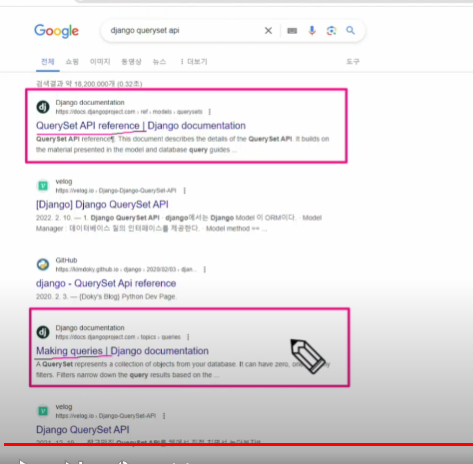 Google
django queryset api
전체 쇼핑 이미지 동영상 뉴스 더보기
도구
검색결과 약 16,200,000개 (0.32초)
dj
Django documentation
https://docs.djangoproject.com › ref › models › querysets
QuerySet API reference | Django documentation
QuerySet API reference¶. This document describes the details of the QuerySet API. It builds on
the material presented in the model and database query guides ...
velog
https://velog.io › Django-Django-QuerySet-API
[Django] Django QuerySet API
2022. 2. 10. — 1. Django QuerySet API · django에서는 Django Model 이 ORM이다. Model
Manager : 데이터베이스 질의 인터페이스를 제공한다. Model method == ...
GitHub
https://kimdoky.github.io › django › 2020/02/03 › djan...
django - QuerySet Api reference
2020. 2. 3. — (Doky's Blog) Python Dev Page.
dj
Django documentation
https://docs.djangoproject.com › topics › queries
Making queries | Django documentation
A QuerySet represents a collection of objects from your database. It can have zero,
filters. Filters narrow down the query results based on the ...
velog
https://velog.io › Django-QuerySet-API
Django QuerySet API